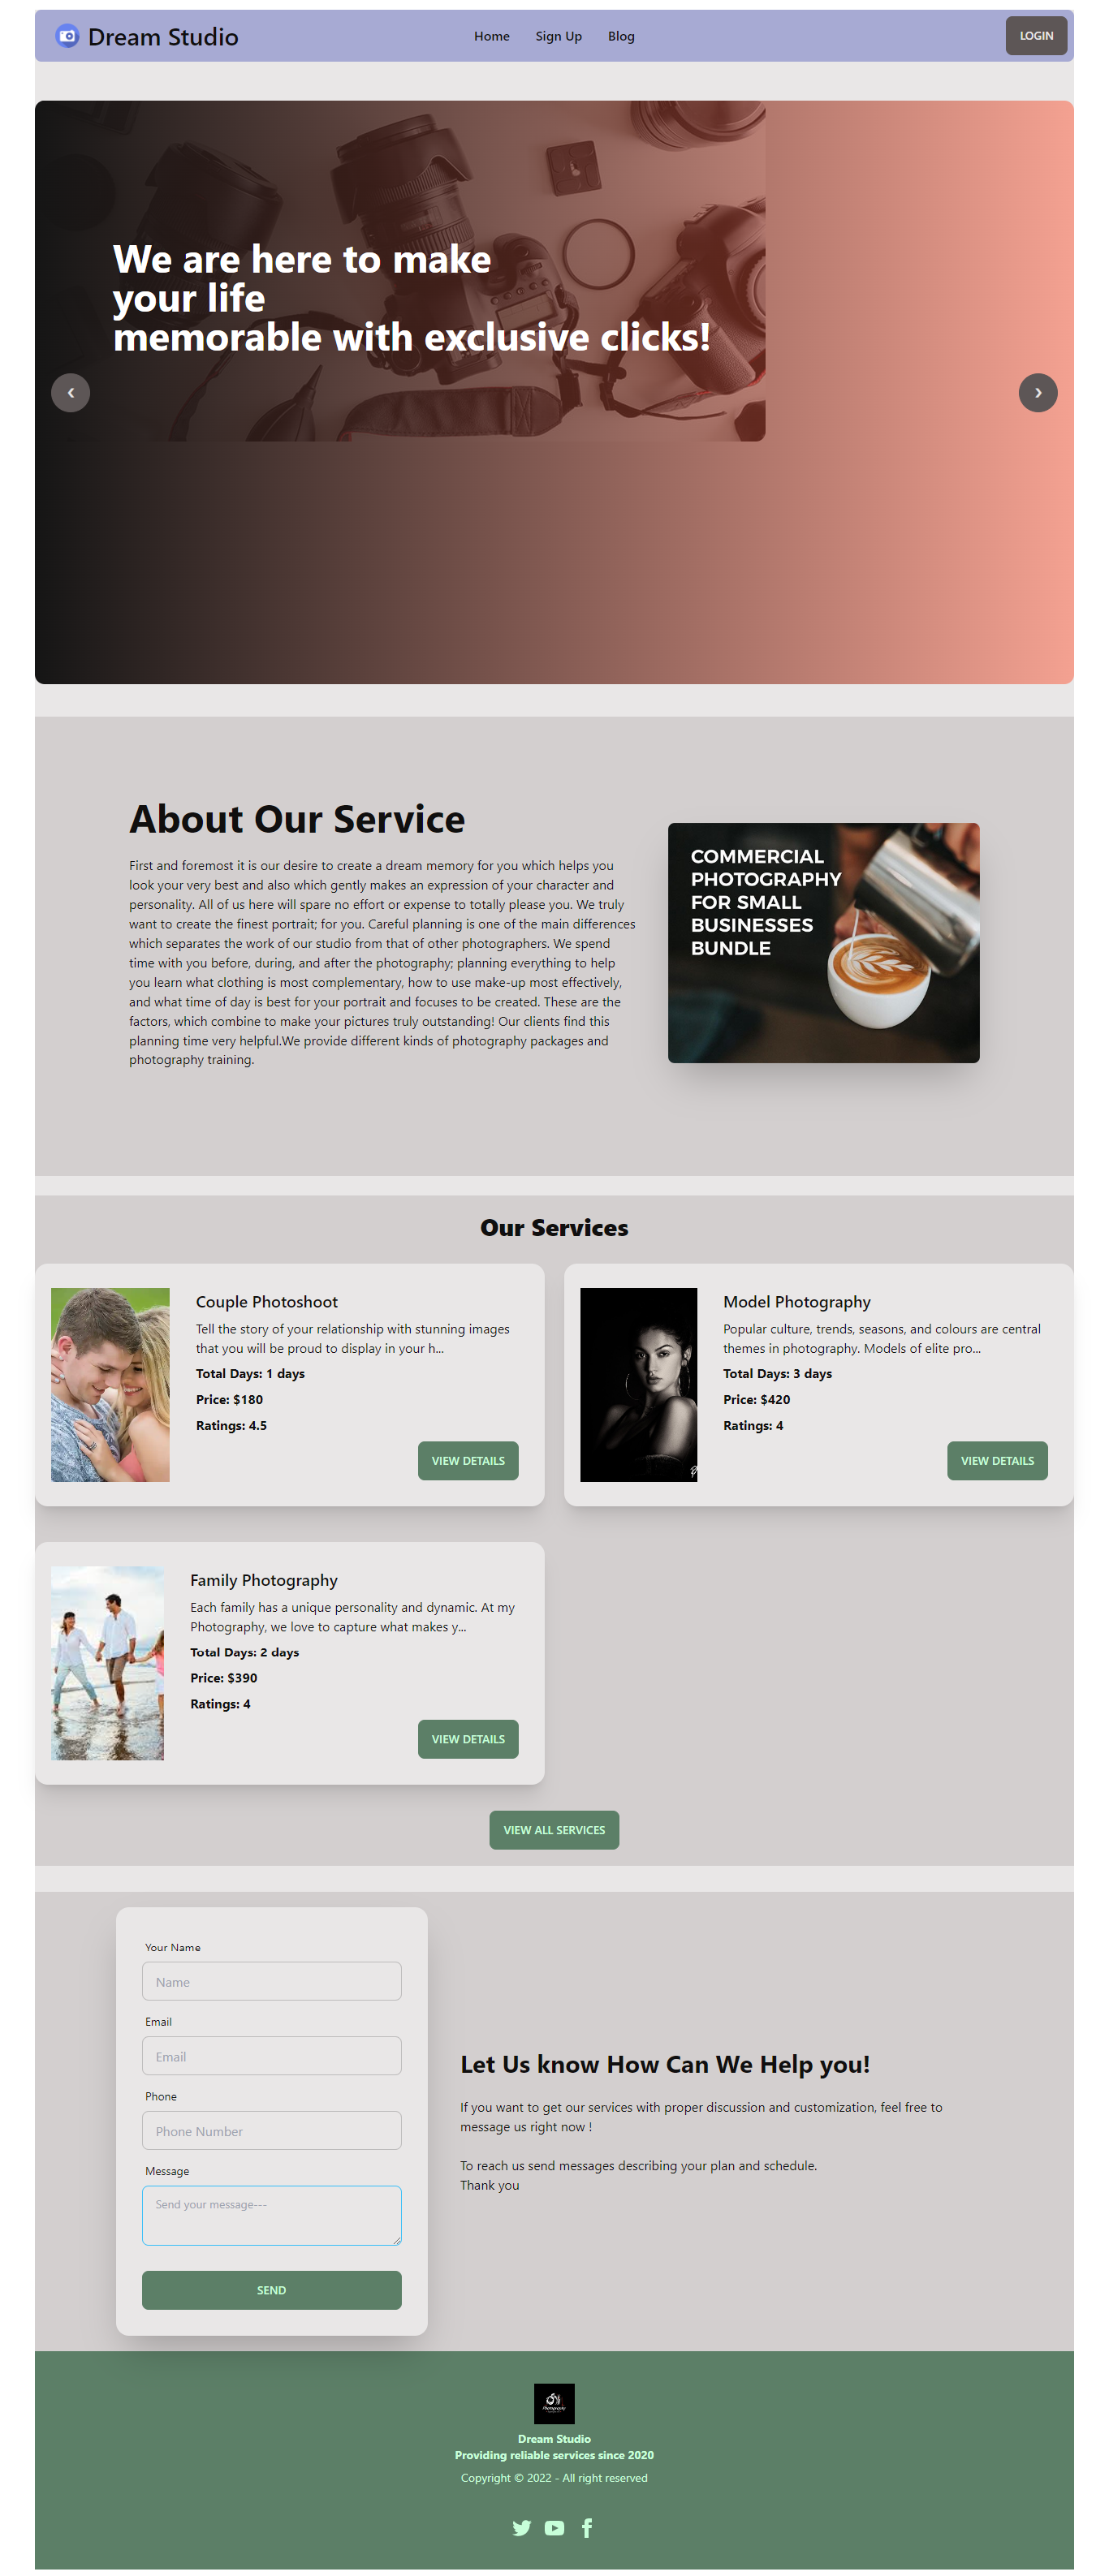 Dream Studio
Home
Sign Up
Blog
LOGIN
We are here to make
your life
memorable with exclusive clicks!
‹
›
About Our Service
First and foremost it is our desire to create a dream memory for you which helps you
look your very best and also which gently makes an expression of your character and
personality. All of us here will spare no effort or expense to totally please you. We truly
want to create the finest portrait; for you. Careful planning is one of the main differences
which separates the work of our studio from that of other photographers. We spend
time with you before, during, and after the photography; planning everything to help
you learn what clothing is most complementary, how to use make-up most effectively,
and what time of day is best for your portrait and focuses to be created. These are the
factors, which combine to make your pictures truly outstanding! Our clients find this
planning time very helpful.We provide different kinds of photography packages and
photography training.
COMMERCIAL
PHOTOGRAPHY
FOR SMALL
BUSINESSES
BUNDLE
Our Services
Couple Photoshoot
Tell the story of your relationship with stunning images
that you will be proud to display in your h...
Total Days: 1 days
Price: $180
Ratings: 4.5
VIEW DETAILS
Model Photography
Popular culture, trends, seasons, and colours are central
themes in photography. Models of elite pro...
Total Days: 3 days
Price: $420
Ratings: 4
VIEW DETAILS
Family Photography
Each family has a unique personality and dynamic. At my
Photography, we love to capture what makes y...
Total Days: 2 days
Price: $390
Ratings: 4
VIEW DETAILS
VIEW ALL SERVICES
Your Name
Name
Email
Email
Phone
Phone Number
Message
Send your message---
SEND
Let Us know How Can We Help you!
If you want to get our services with proper discussion and customization, feel free to
message us right now !
To reach us send messages describing your plan and schedule.
Thank you
Dream Studio
Providing reliable services since 2020
Copyright © 2022 - All right reserved